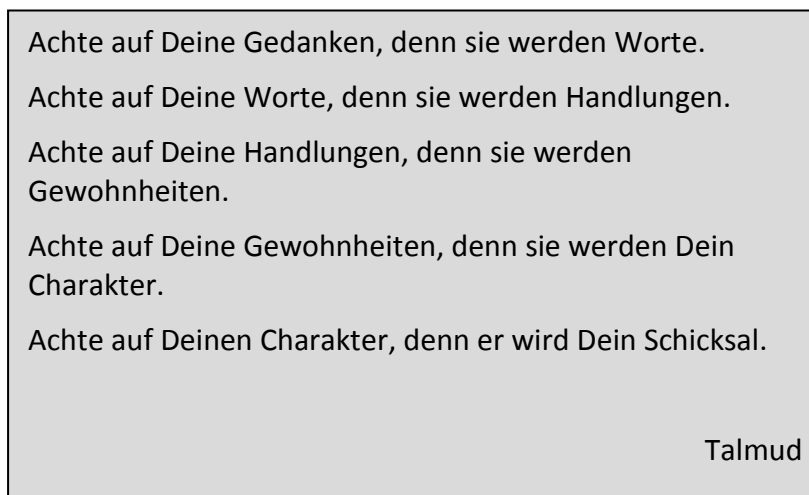 Achte auf Deine Gedanken, denn sie werden Worte.
Achte auf Deine Worte, denn sie werden Handlungen.
Achte auf Deine Handlungen, denn sie werden
Gewohnheiten.
Achte auf Deine Gewohnheiten, denn sie werden Dein
Charakter.
Achte auf Deinen Charakter, denn er wird Dein Schicksal.
Talmud